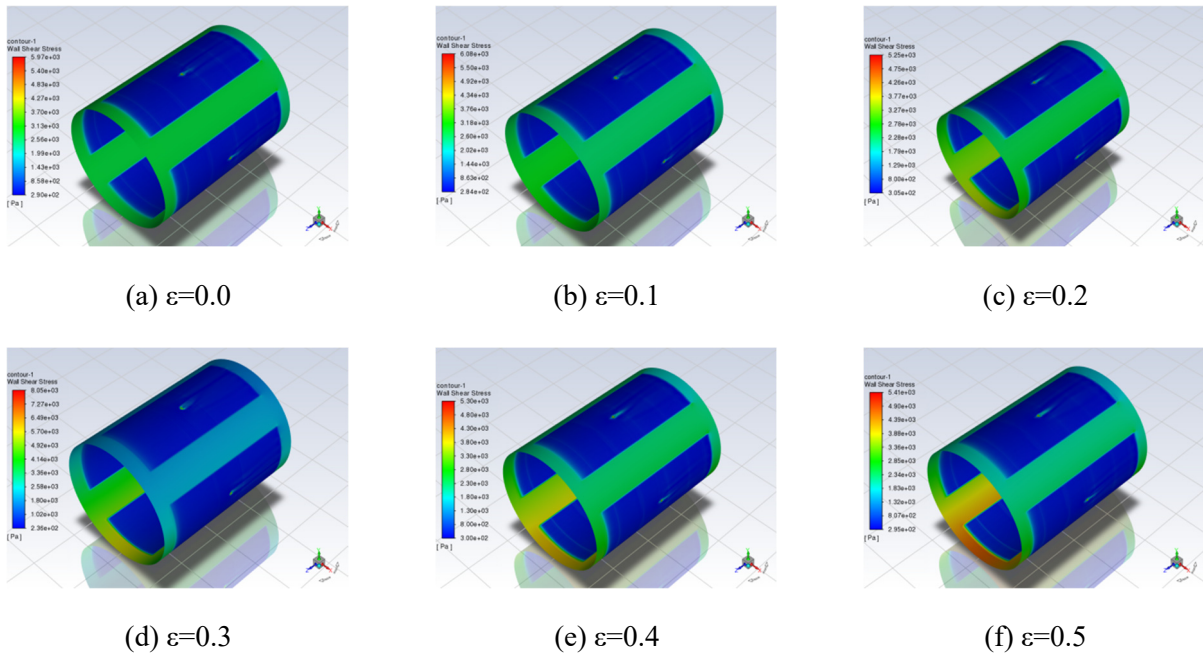 contour-1
Wall Shear Stress
5.97e+03
5.40e+03
4.83e+03
4.27e+03
3.70e+03
3.13e+03
2.56e+03
1.99e+03
1.43e+03
8.58e+02
2.90e+02
[ Pa ]
(a) ε=0.0
contour-1
Wall Shear Stress
6.08e+03
5.50e+03
4.92e+03
4.34e+03
3.76e+03
3.18e+03
2.60e+03
2.02e+03
1.44e+03
8.63e+02
2.84e+02
[ Pa ]
(b) ε=0.1
contour-1
Wall Shear Stress
5.25e+03
4.75e+03
4.26e+03
3.77e+03
3.27e+03
2.78e+03
2.28e+03
1.79e+03
1.29e+03
8.00e+02
3.05e+02
[ Pa ]
(c) ε=0.2
contour-1
Wall Shear Stress
8.05e+03
7.27e+03
6.49e+03
5.70e+03
4.92e+03
4.14e+03
3.36e+03
2.58e+03
1.80e+03
1.02e+03
2.36e+02
[ Pa ]
(d) ε=0.3
contour-1
Wall Shear Stress
5.30e+03
4.80e+03
4.30e+03
3.80e+03
3.30e+03
2.80e+03
2.30e+03
1.80e+03
1.30e+03
8.00e+02
3.00e+02
[ Pa ]
(e) ε=0.4
contour-1
Wall Shear Stress
5.41e+03
4.90e+03
4.39e+03
3.88e+03
3.36e+03
2.85e+03
2.34e+03
1.83e+03
1.32e+03
8.07e+02
2.95e+02
[ Pa ]
(f) ε=0.5